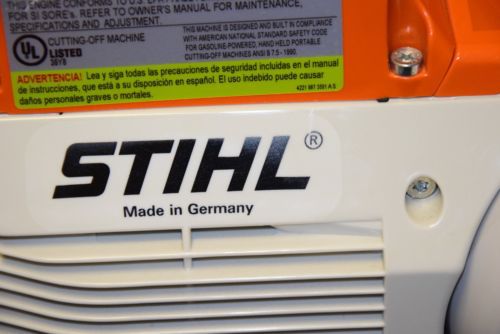 THIS ENGINE CONFORMS TO U.S.
FOR SI SORE's. REFER TO OWNER'S MANUAL FOR MAINTENANCE,
SPECIFICATIONS AND ADJUSTMENT.
UL
LISTED
CUTTING-OFF MACHINE
36Y8
THIS MACHINE IS DESIGNED AND BUILT IN COMPLIANCE
WITH AMERICAN NATIONAL STANDARD SAFETY CODE
FOR GASOLINE-POWERED, HAND HELD PORTABLE
CUTTING-OFF MACHINES ANSI B 7.5 - 1990.
ADVERTENCIA! Lea y siga todas las precauciones de seguridad incluidas en el manual
de instrucciones, que está a su disposición en español. El uso indebido puede causar
daños personales graves o mortales.
4221 967 3551 A S
STIHL®
Made in Germany